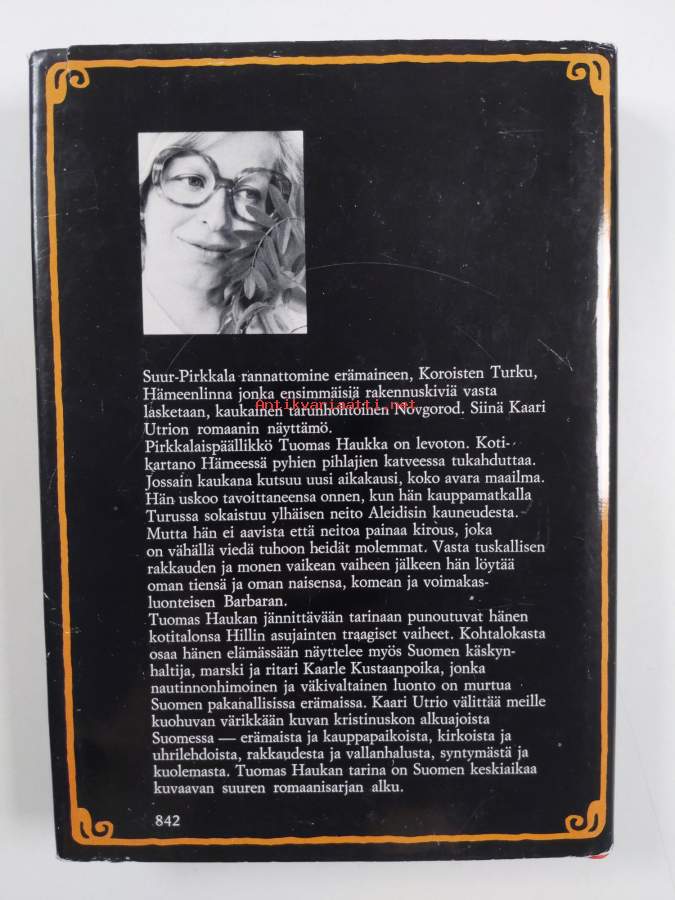 Suur-Pirkkala rannattomine erämaineen, Koroisten Turku,
Hämeenlinna jonka ensimmäisiä rakennuskiviä vasta
lasketaan, kaukainen tarunhohtoinen Novgorod. Siinä Kaari
Antikvariaatti.net
Utrion romaanin näyttämö.
Pirkkalaispäällikkö Tuomas Haukka on levoton. Koti-
kartano Hämeessä pyhien pihlajien katveessa tukahduttaa.
Jossain kaukana kutsuu uusi aikakausi, koko avara maailma.
Hän uskoo tavoittaneensa onnen, kun hän kauppamatkalla
Turussa sokaistuu ylhäisen neito Aleidisin kauneudesta.
Mutta hän ei aavista että neitoa painaa kirous, joka
on vähällä viedä tuhoon heidät molemmat. Vasta tuskallisen
rakkauden ja monen vaikean vaiheen jälkeen hän löytää
oman tiensä ja oman naisensa, komean ja voimakas-
luonteisen Barbaran.
Tuomas Haukan jännittävään tarinaan punoutuvat hänen
kotitalonsa Hillin asujainten traagiset vaiheet. Kohtalokasta
osaa hänen elämässään näyttelee myös Suomen käskyn-
haltija, marski ja ritari Kaarle Kustaanpoika, jonka
nautinnonhimoinen ja väkivaltainen luonto on murtua
Suomen pakanallisissa erämaissa. Kaari Utrio välittää meille
kuohuvan värikkään kuvan kristinuskon alkuajoista
Suomessa — erämaista ja kauppapaikoista, kirkoista ja
uhrilehdoista, rakkaudesta ja vallanhalusta, syntymästä ja
kuolemasta. Tuomas Haukan tarina on Suomen keskiaikaa
kuvaavan suuren romaanisarjan alku.
842